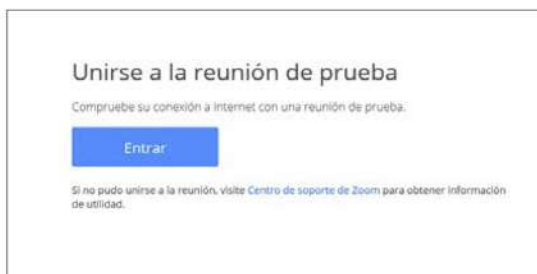 Unirse a la reunión de prueba
Compruebe su conexión a Internet con una reunión de prueba.
Entrar
Si no pudo unirse a la reunión, visite Centro de soporte de Zoom para obtener información
de utilidad.